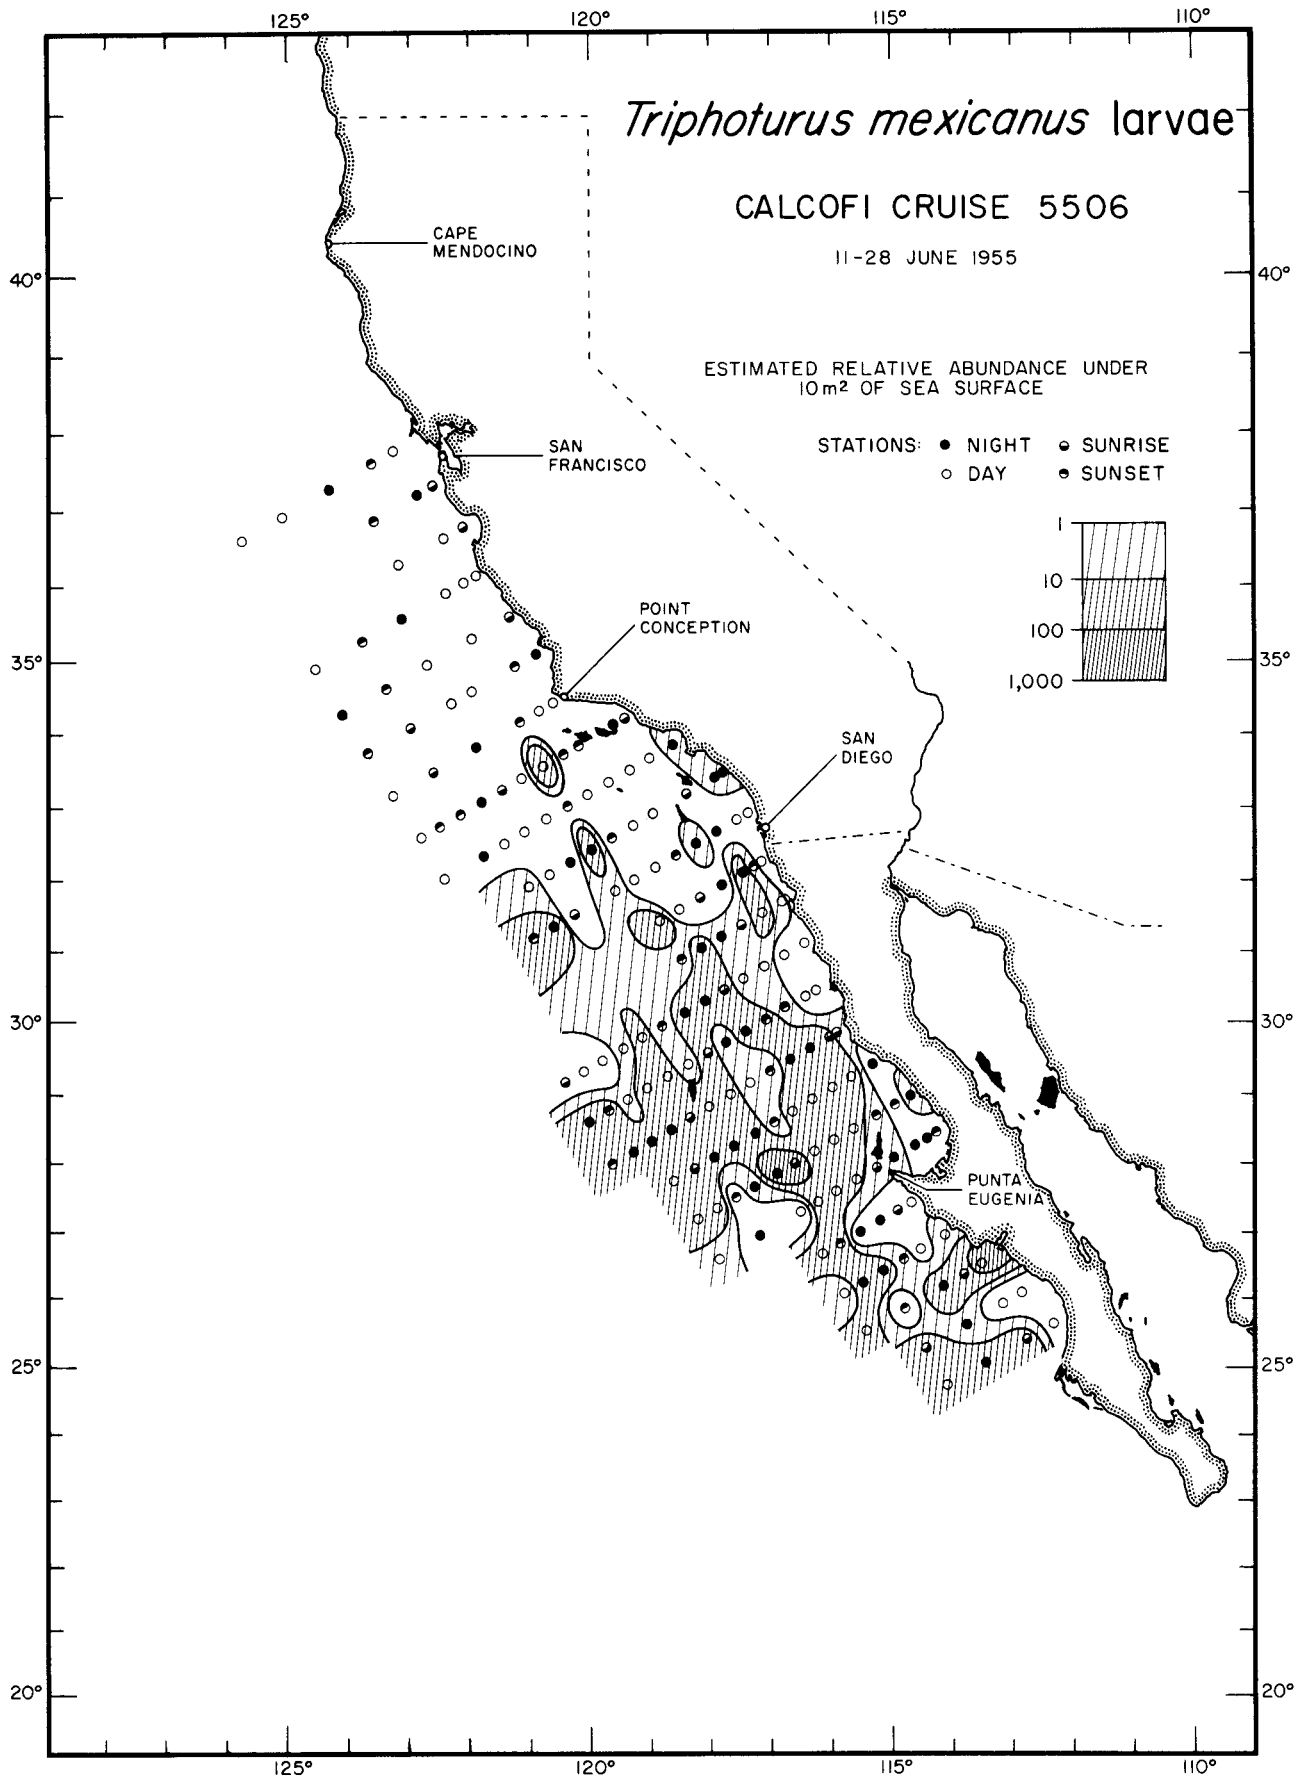 125° 120° 115° 110°
Triphoturus mexicanus larvae
CALCOFI CRUISE 5506
11-28 JUNE 1955
CAPE
MENDOCINO
40° 40°
ESTIMATED RELATIVE ABUNDANCE UNDER
10m² OF SEA SURFACE
STATIONS: ● NIGHT SUNRISE
○ DAY SUNSET
SAN
FRANCISCO
1
10
100
1,000
POINT
CONCEPTION
35° 35°
SAN
DIEGO
30° 30°
PUNTA
EUGENIA
25° 25°
20° 20°
125° 120° 115° 110°